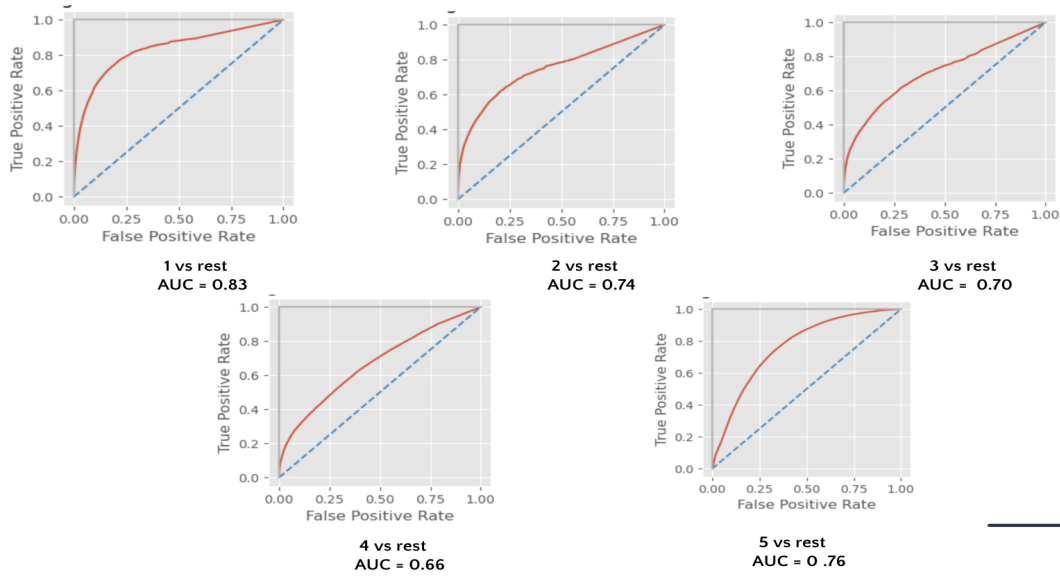 1.0
0.8
0.6
0.4
0.2
0.0
True Positive Rate
0.00 0.25 0.50 0.75 1.00
False Positive Rate
1 vs rest
AUC = 0.83
1.0
0.8
0.6
0.4
0.2
0.0
True Positive Rate
0.00 0.25 0.50 0.75 1.00
False Positive Rate
2 vs rest
AUC = 0.74
1.0
0.8
0.6
0.4
0.2
0.0
True Positive Rate
0.00 0.25 0.50 0.75 1.00
False Positive Rate
3 vs rest
AUC = 0.70
1.0
0.8
0.6
0.4
0.2
0.0
True Positive Rate
0.00 0.25 0.50 0.75 1.00
False Positive Rate
4 vs rest
AUC = 0.66
1.0
0.8
0.6
0.4
0.2
0.0
True Positive Rate
0.00 0.25 0.50 0.75 1.00
False Positive Rate
5 vs rest
AUC = 0 .76